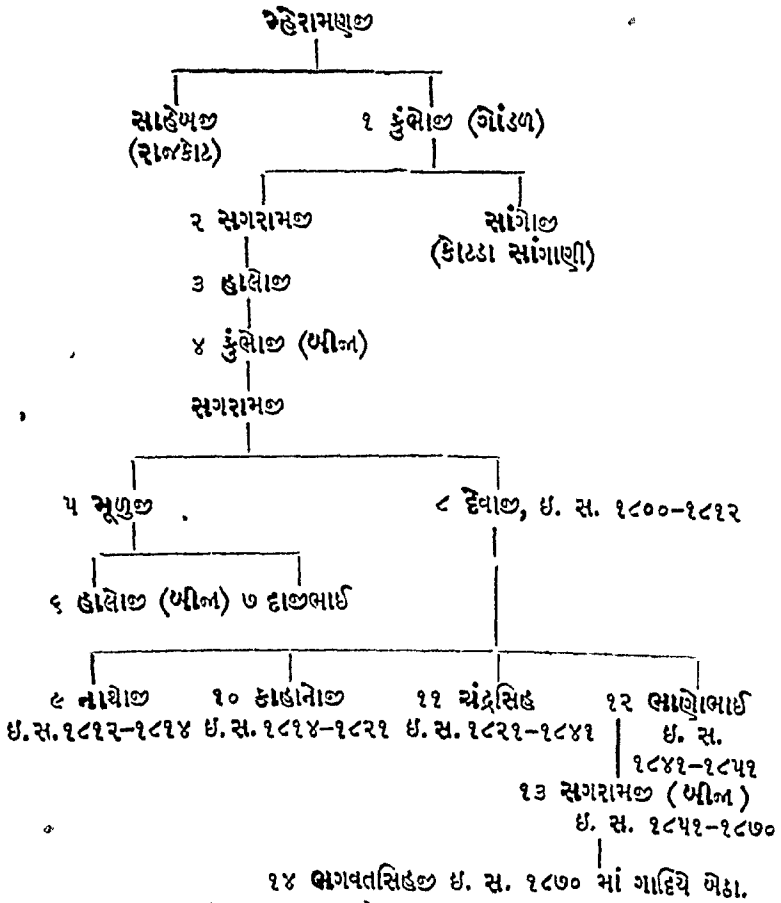 મ્હેરામણજી
સાહેબજી ૧ કુંભોજી (ગોંડળ)
(રાજકોટ)
૨ સગરામજી સાંગોજી
(કોટડા સાંગાણી)
૩ હાલોજી
૪ કુંભોજી (બીજા)
સગરામજી
૫ મૂળુજી ૮ દેવાજી, ઇ. સ. ૧૮૦૦-૧૮૧૨
૬ હાલોજી (બીજા) ૭ દાજીભાઈ
૯ નાથોજી ૧૦ કાહાનોજી ૧૧ ચંદ્રસિંહ ૧૨ ભાણોભાઈ
ઇ.સ.૧૮૧૨-૧૮૧૪ ઇ.સ.૧૮૧૪-૧૮૨૧ ઇ.સ.૧૮૨૧-૧૮૪૧ ઇ. સ.
૧૮૪૧-૧૮૫૧
૧૩ સગરામજી (બીજા)
ઇ. સ. ૧૮૫૧-૧૮૭૦
૧૪ ભગવતસિંહજી ઇ. સ. ૧૮૭૦ માં ગાદિયે બેઠા.